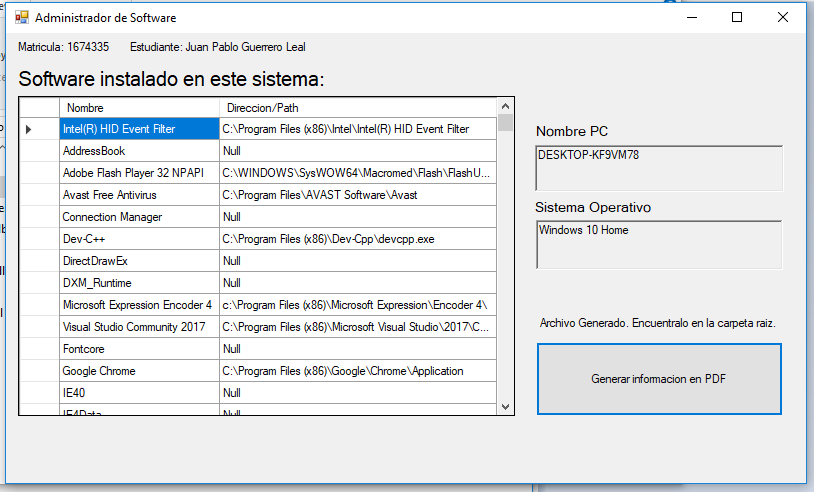 Administrador de Software
Matricula: 1674335 Estudiante: Juan Pablo Guerrero Leal
Software instalado en este sistema:
Nombre Direccion/Path
Intel(R) HID Event Filter C:\Program Files (x86)\Intel\Intel(R) HID Event Filter
AddressBook Null
Adobe Flash Player 32 NPAPI C:\WINDOWS\SysWOW64\Macromed\Flash\FlashU...
Avast Free Antivirus C:\Program Files\AVAST Software\Avast
Connection Manager Null
Dev-C++ C:\Program Files (x86)\Dev-Cpp\devcpp.exe
DirectDrawEx Null
DXM_Runtime Null
Microsoft Expression Encoder 4 c:\Program Files (x86)\Microsoft Expression\Encoder 4\
Visual Studio Community 2017 C:\Program Files (x86)\Microsoft Visual Studio\2017\C...
Fontcore Null
Google Chrome C:\Program Files (x86)\Google\Chrome\Application
IE40 Null
IE4Data Null
Nombre PC
DESKTOP-KF9VM78
Sistema Operativo
Windows 10 Home
Archivo Generado. Encuentralo en la carpeta raiz.
Generar informacion en PDF